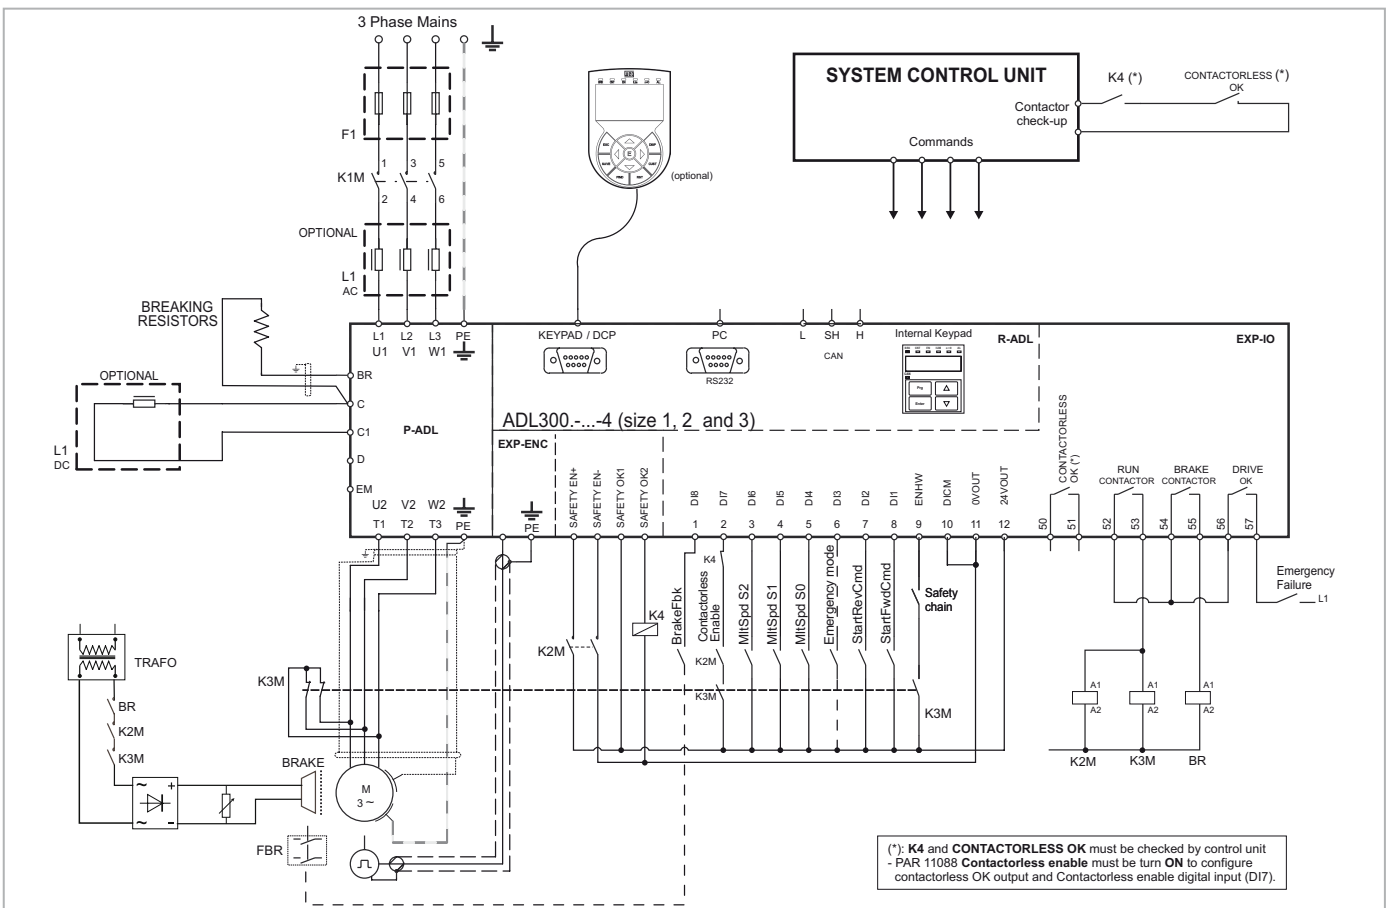 3 Phase Mains
F1
K1M
1 3 5
2 4 6
OPTIONAL
L1
AC
(optional)
E
SYSTEM CONTROL UNIT
Contactor
check-up
Commands
K4 (*)
CONTACTORLESS (*)
OK
BREAKING
RESISTORS
OPTIONAL
L1
DC
L1 L2 L3 PE
U1 V1 W1
BR
C
C1
D
EM
P-ADL
U2 V2 W2
T1 T2 T3 PE
KEYPAD / DCP
PC
RS232
L SH H
CAN
Internal Keypad
Prg
Enter
R-ADL
EXP-IO
ADL300.-...-4 (size 1, 2 and 3)
EXP-ENC
PE
SAFETY EN+
SAFETY EN-
SAFETY OK1
SAFETY OK2
DI8
DI7
DI6
DI5
DI4
DI3
DI2
DI1
ENHW
DICM
0VOUT
24VOUT
1 2 3 4 5 6 7 8 9 10 11 12
CONTACTORLESS
OK (*)
RUN
CONTACTOR
BRAKE
CONTACTOR
DRIVE
OK
50 51 52 53 54 55 56 57
Emergency
Failure
L1
K4
BrakeFbk
K4
Contactorless
Enable
MltSpd S2
MltSpd S1
MltSpd S0
Emergency mode
StartRevCmd
StartFwdCmd
Safety
chain
K2M
K2M
K3M
K3M
K3M
TRAFO
BR
K2M
K3M
~ +
~ -
BRAKE
M
3 ~
FBR
A1 A1 A1
A2 A2 A2
K2M K3M BR
(*): K4 and CONTACTORLESS OK must be checked by control unit
- PAR 11088 Contactorless enable must be turn ON to configure
contactorless OK output and Contactorless enable digital input (DI7).